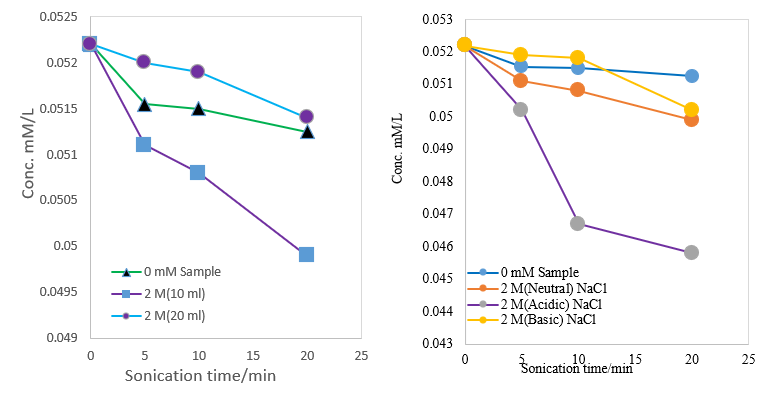 0.0525
0.052
0.0515
0.051
0.0505
0.05
0.0495
0.049
Conc. mM/L
0 mM Sample
2 M(10 ml)
2 M(20 ml)
0 5 10 15 20 25
Sonication time/min
0.053
0.052
0.051
0.05
0.049
0.048
0.047
0.046
0.045
0.044
0.043
Conc. mM/L
0 mM Sample
2 M(Neutral) NaCl
2 M(Acidic) NaCl
2 M(Basic) NaCl
0 5 10 15 20 25
Sonication time/min